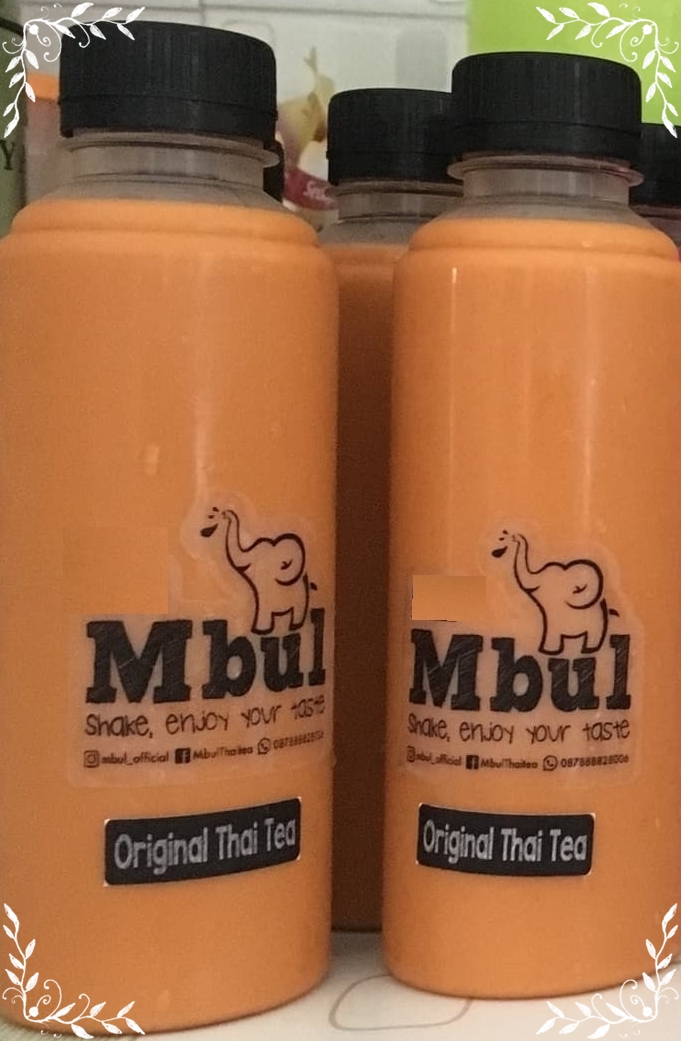 Mbul
Shake, enjoy your taste
mbul_official MbulThaitea
Original Thai Tea
Mbul
Shake, enjoy your taste
mbul_official MbulThaitea 087888828006
Original Thai Tea